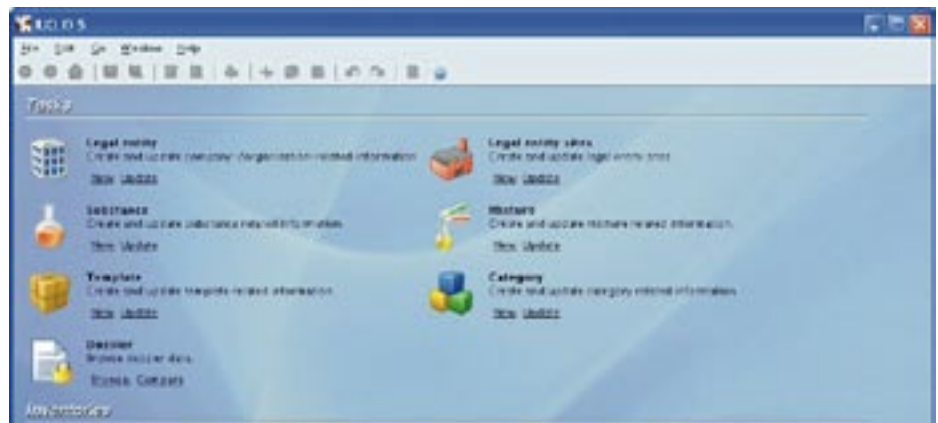 IUCLID 5
File Edit Go Window Help
Tasks
Legal entity
Create and update company-/organisation-related information
New Update
Legal entity sites
Create and update legal entity sites
New Update
Substance
Create and update substance related information.
New Update
Mixture
Create and update mixture related information.
New Update
Template
Create and update template related information.
New Update
Category
Create and update category related information.
New Update
Dossier
Browse dossier data.
Browse Compare
Inventories